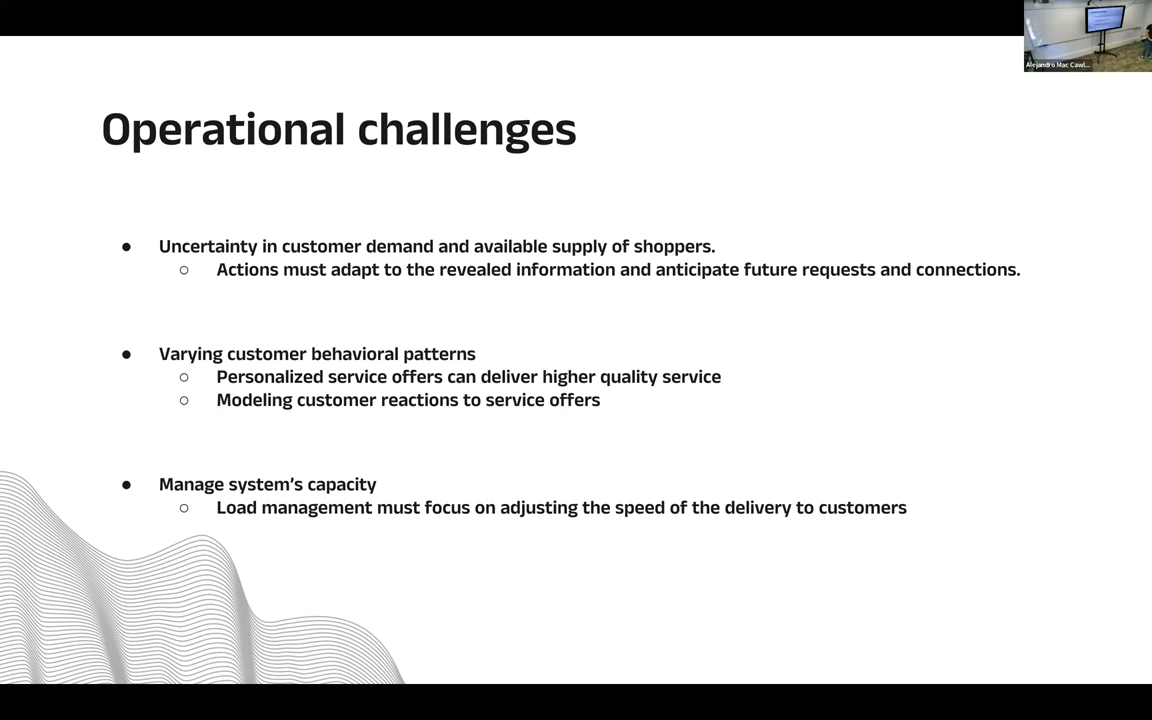 Alejandro Mac Cawl...
Operational challenges
● Uncertainty in customer demand and available supply of shoppers.
○ Actions must adapt to the revealed information and anticipate future requests and connections.
● Varying customer behavioral patterns
○ Personalized service offers can deliver higher quality service
○ Modeling customer reactions to service offers
● Manage system’s capacity
○ Load management must focus on adjusting the speed of the delivery to customers